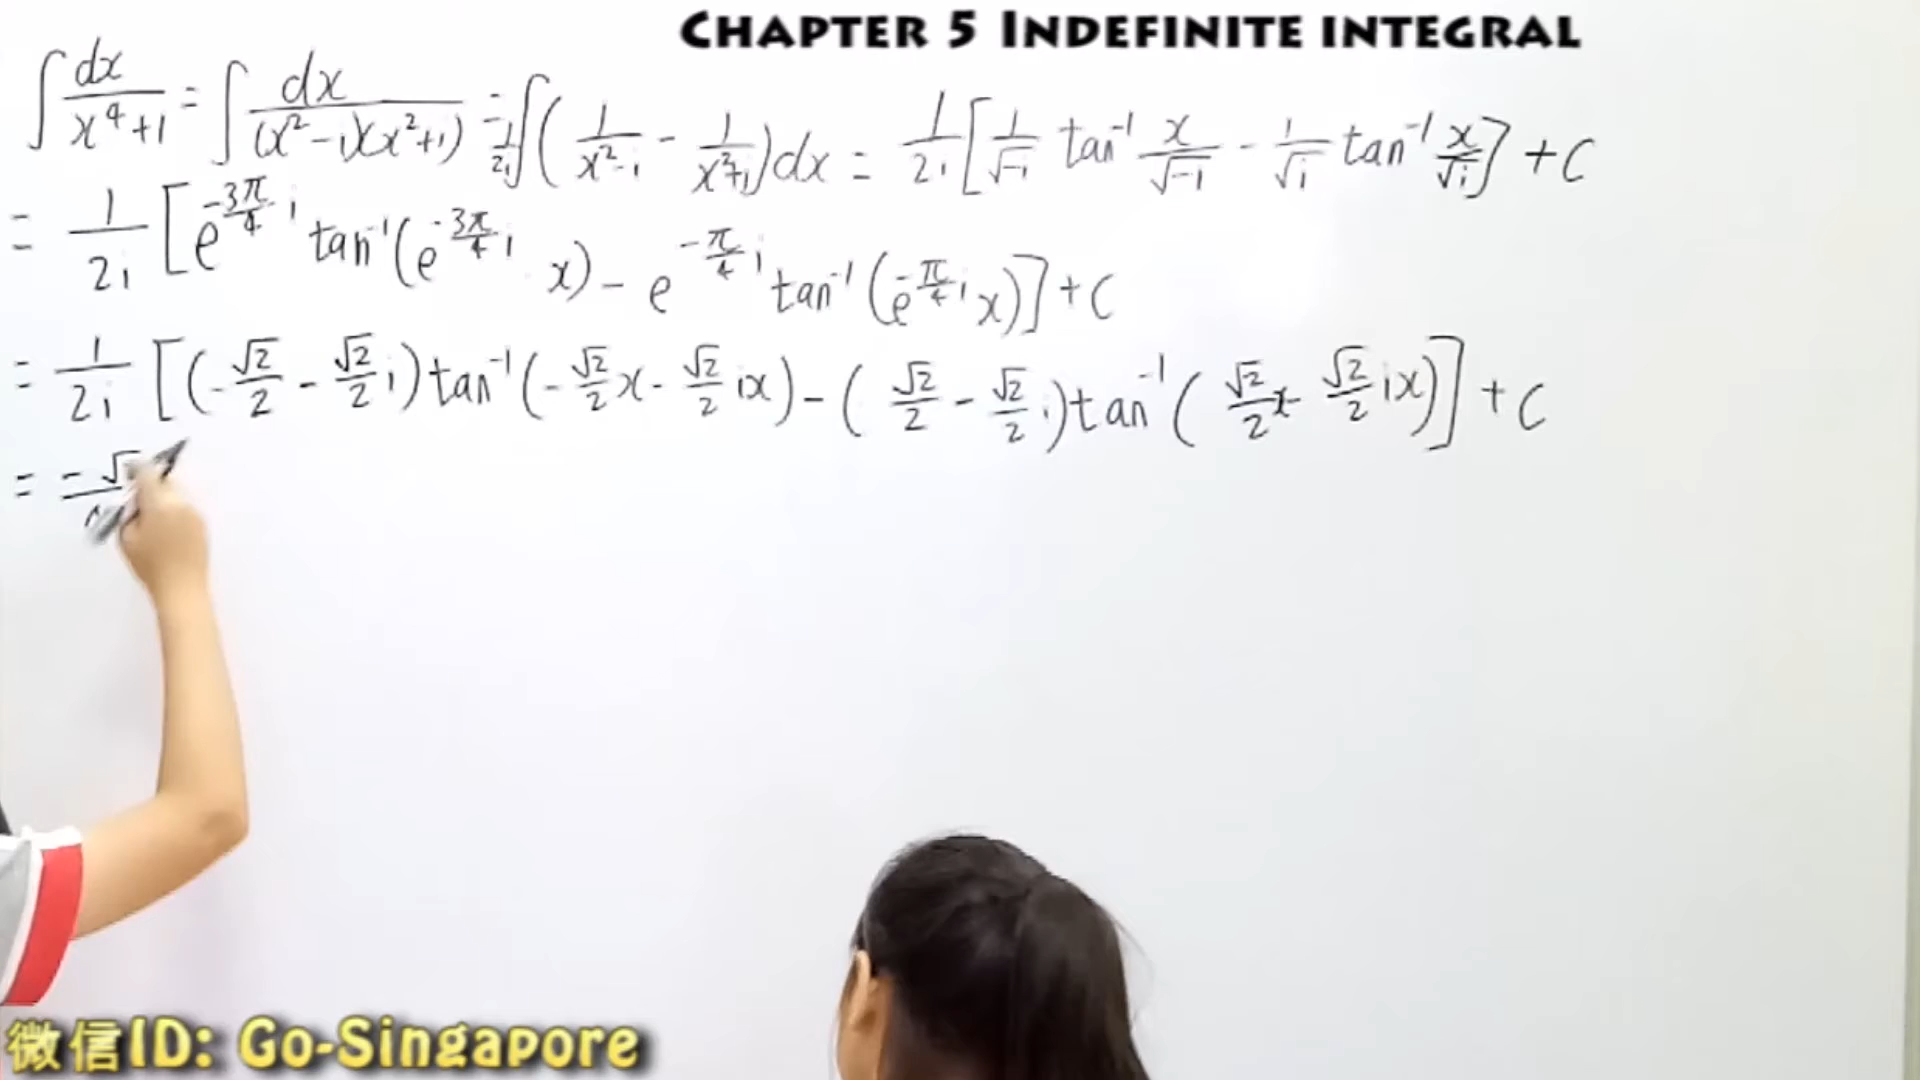 CHAPTER 5 INDEFINITE INTEGRAL
∫ dx/(x⁴+1) = ∫ dx/((x²-i)(x²+i)) = 1/2i ∫ (1/(x²-i) - 1/(x²+i)) dx = 1/2i [1/√-i tan⁻¹ x/√-i - 1/√i tan⁻¹ x/√i] + C
= 1/2i [e^(-3π/4 i) tan⁻¹(e^(-3π/4 i) x) - e^(-π/4 i) tan⁻¹(e^(-π/4 i) x)] + C
= 1/2i [(-√2/2 - √2/2 i) tan⁻¹(-√2/2 x - √2/2 ix) - (√2/2 - √2/2 i) tan⁻¹(√2/2 x - √2/2 ix)] + C
= -√
微信ID: Go-Singapore